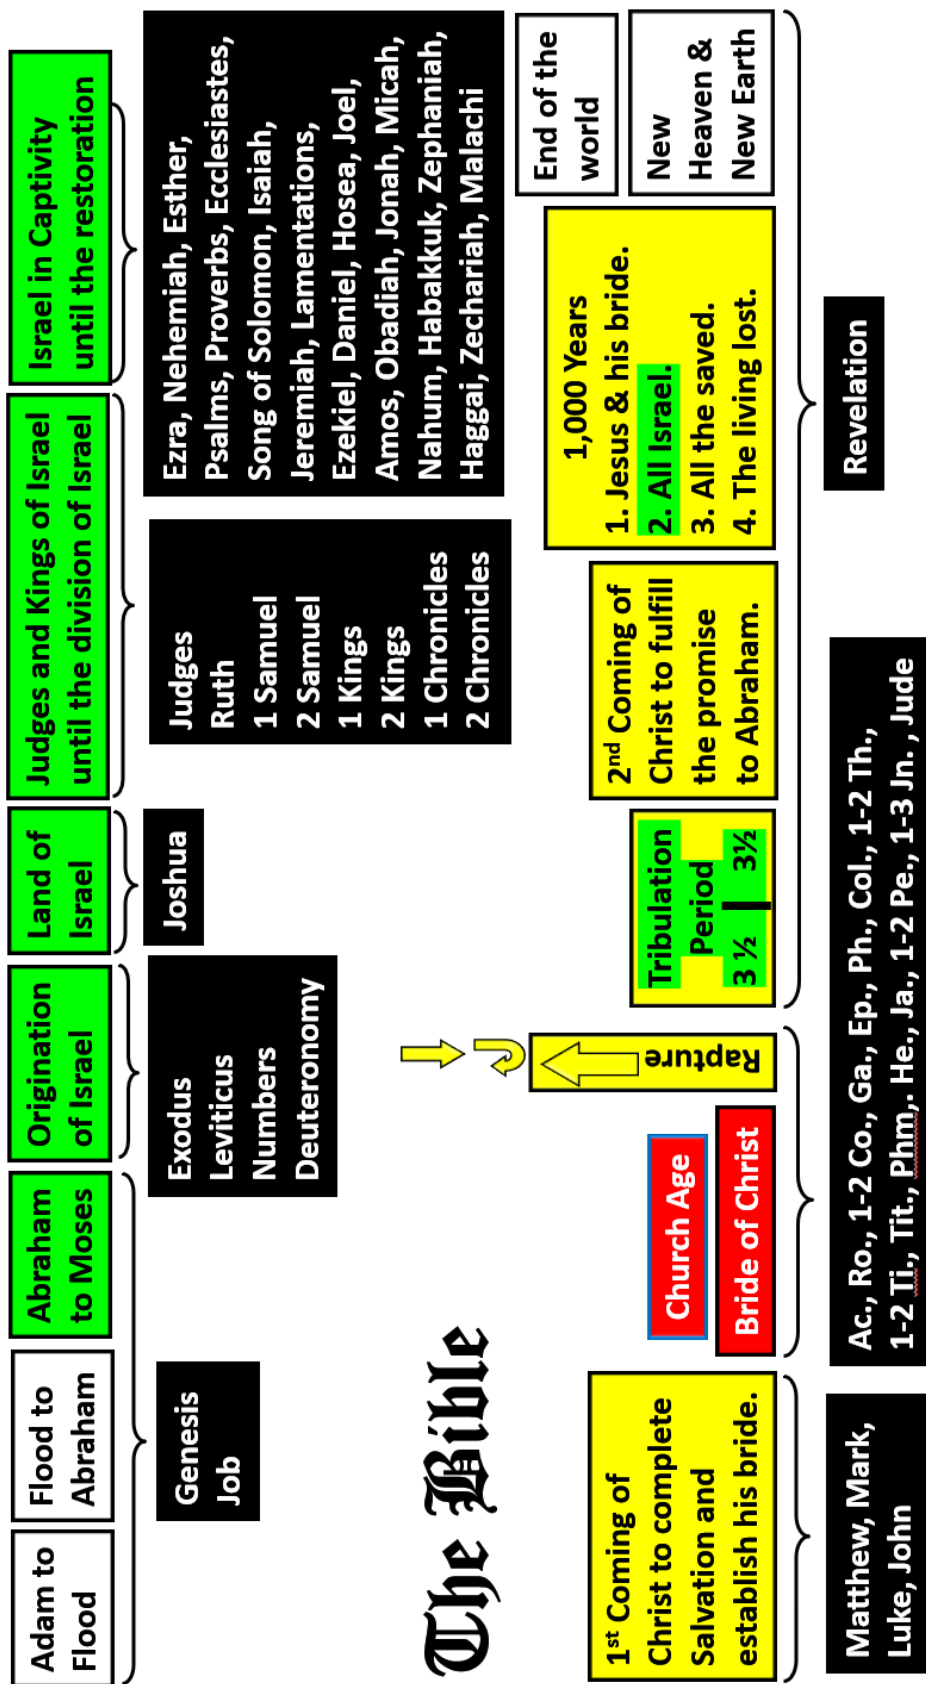 Adam to
Flood
Flood to
Abraham
Abraham
to Moses
Origination
of Israel
Land of
Israel
Judges and Kings of Israel
until the division of Israel
Israel in Captivity
until the restoration
Genesis
Job
Exodus
Leviticus
Numbers
Deuteronomy
Joshua
Judges
Ruth
1 Samuel
2 Samuel
1 Kings
2 Kings
1 Chronicles
2 Chronicles
Ezra, Nehemiah, Esther,
Psalms, Proverbs, Ecclesiastes,
Song of Solomon, Isaiah,
Jeremiah, Lamentations,
Ezekiel, Daniel, Hosea, Joel,
Amos, Obadiah, Jonah, Micah,
Nahum, Habakkuk, Zephaniah,
Haggai, Zechariah, Malachi
The Bible
1st Coming of
Christ to complete
Salvation and
establish his bride.
Church Age
Bride of Christ
Rapture
Tribulation
Period
3 ½ 3½
2nd Coming of
Christ to fulfill
the promise
to Abraham.
1,000 Years
1. Jesus & his bride.
2. All Israel.
3. All the saved.
4. The living lost.
End of the
world
New
Heaven &
New Earth
Matthew, Mark,
Luke, John
Ac., Ro., 1-2 Co., Ga., Ep., Ph., Col., 1-2 Th.,
1-2 Ti., Tit., Phm,. He., Ja., 1-2 Pe., 1-3 Jn. , Jude
Revelation